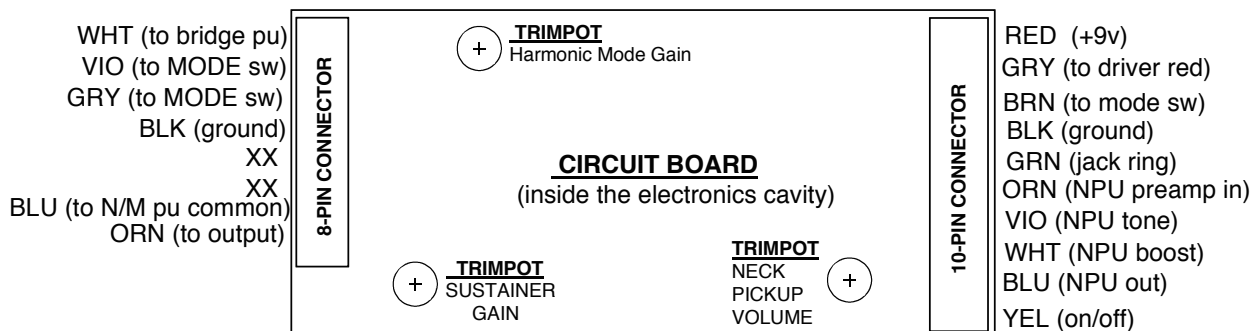 WHT (to bridge pu)
VIO (to MODE sw)
GRY (to MODE sw)
BLK (ground)
XX
XX
BLU (to N/M pu common)
ORN (to output)
8-PIN CONNECTOR
TRIMPOT
Harmonic Mode Gain
CIRCUIT BOARD
(inside the electronics cavity)
TRIMPOT
SUSTAINER
GAIN
TRIMPOT
NECK
PICKUP
VOLUME
10-PIN CONNECTOR
RED (+9v)
GRY (to driver red)
BRN (to mode sw)
BLK (ground)
GRN (jack ring)
ORN (NPU preamp in)
VIO (NPU tone)
WHT (NPU boost)
BLU (NPU out)
YEL (on/off)